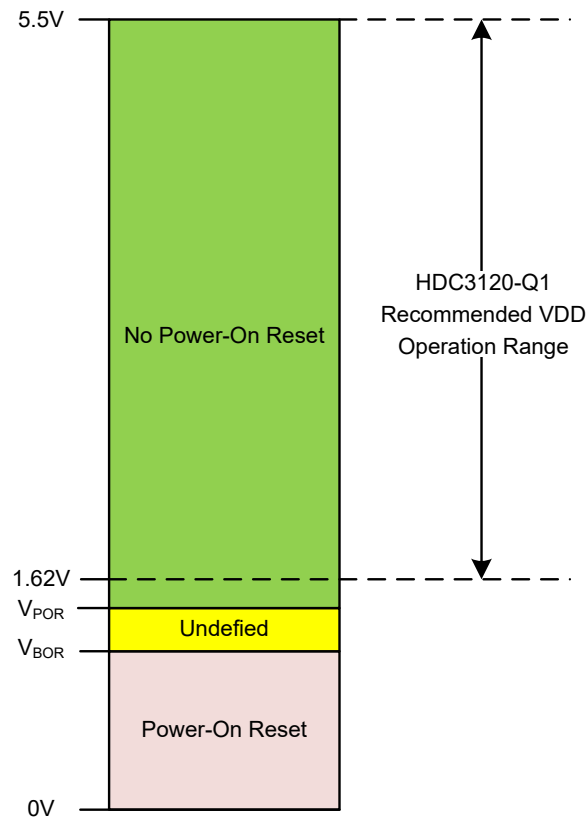 5.5V
HDC3120-Q1
Recommended VDD
Operation Range
No Power-On Reset
1.62V
VPOR
Undefied
VBOR
Power-On Reset
0V